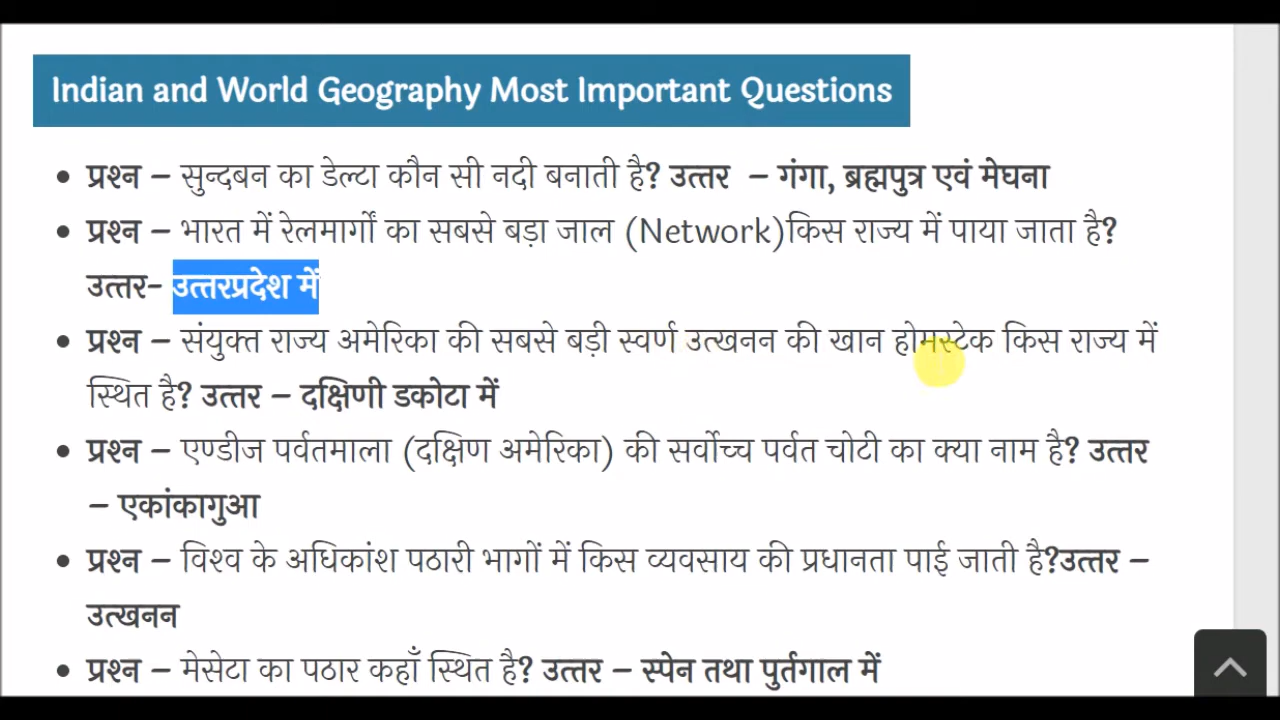 Indian and World Geography Most Important Questions
• प्रश्न – सुन्दबन का डेल्टा कौन सी नदी बनाती है? उत्तर – गंगा, ब्रह्मपुत्र एवं मेघना
• प्रश्न – भारत में रेलमार्गों का सबसे बड़ा जाल (Network)किस राज्य में पाया जाता है?
उत्तर- उत्तरप्रदेश में
• प्रश्न – संयुक्त राज्य अमेरिका की सबसे बड़ी स्वर्ण उत्खनन की खान होमस्टेक किस राज्य में
स्थित है? उत्तर – दक्षिणी डकोटा में
• प्रश्न – एण्डीज पर्वतमाला (दक्षिण अमेरिका) की सर्वोच्च पर्वत चोटी का क्या नाम है? उत्तर
– एकांकागुआ
• प्रश्न – विश्व के अधिकांश पठारी भागों में किस व्यवसाय की प्रधानता पाई जाती है?उत्तर –
उत्खनन
• प्रश्न – मेसेटा का पठार कहाँ स्थित है? उत्तर – स्पेन तथा पुर्तगाल में